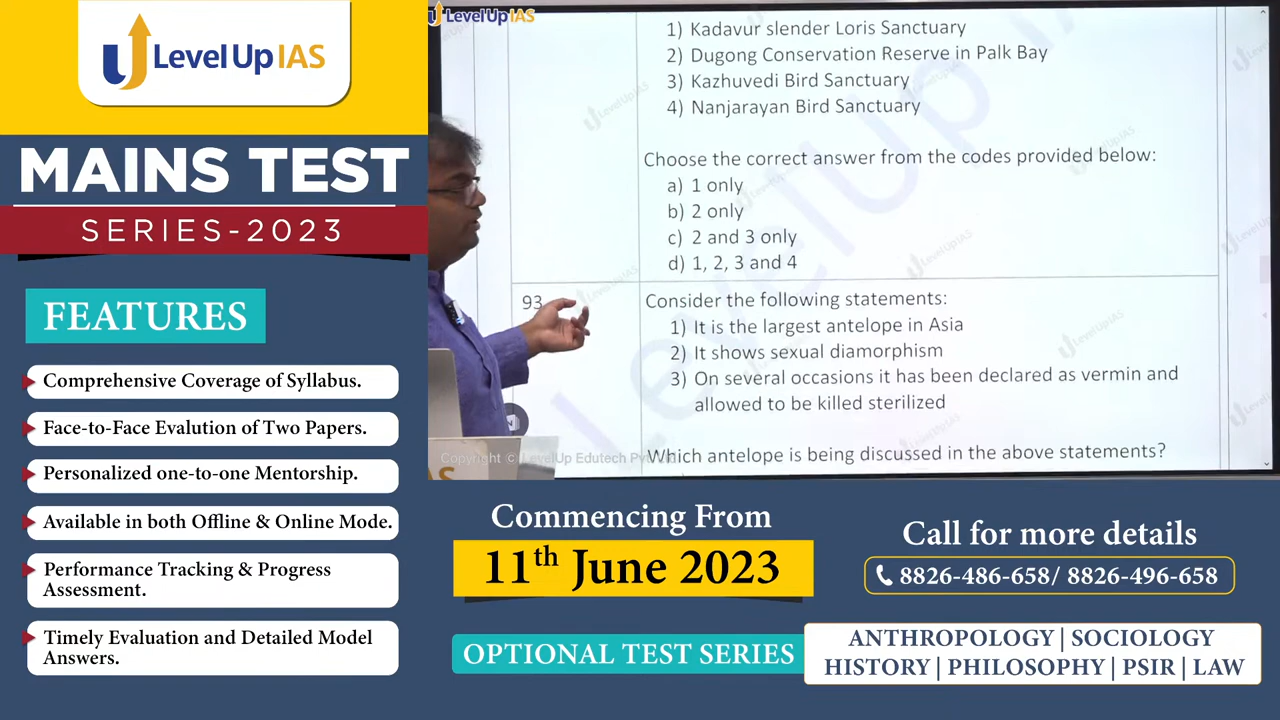 LevelUp IAS
MAINS TEST
SERIES-2023
FEATURES
Comprehensive Coverage of Syllabus.
Face-to-Face Evalution of Two Papers.
Personalized one-to-one Mentorship.
Available in both Offline & Online Mode.
Performance Tracking & Progress
Assessment.
Timely Evaluation and Detailed Model
Answers.
LevelUp IAS
1) Kadavur slender Loris Sanctuary
2) Dugong Conservation Reserve in Palk Bay
3) Kazhuvedi Bird Sanctuary
4) Nanjarayan Bird Sanctuary
Choose the correct answer from the codes provided below:
a) 1 only
b) 2 only
c) 2 and 3 only
d) 1, 2, 3 and 4
93
Consider the following statements:
1) It is the largest antelope in Asia
2) It shows sexual diamorphism
3) On several occasions it has been declared as vermin and
allowed to be killed sterilized
Which antelope is being discussed in the above statements?
Copyright © LevelUp Edutech
Commencing From
11th June 2023
OPTIONAL TEST SERIES
Call for more details
8826-486-658/ 8826-496-658
ANTHROPOLOGY | SOCIOLOGY
HISTORY | PHILOSOPHY | PSIR | LAW